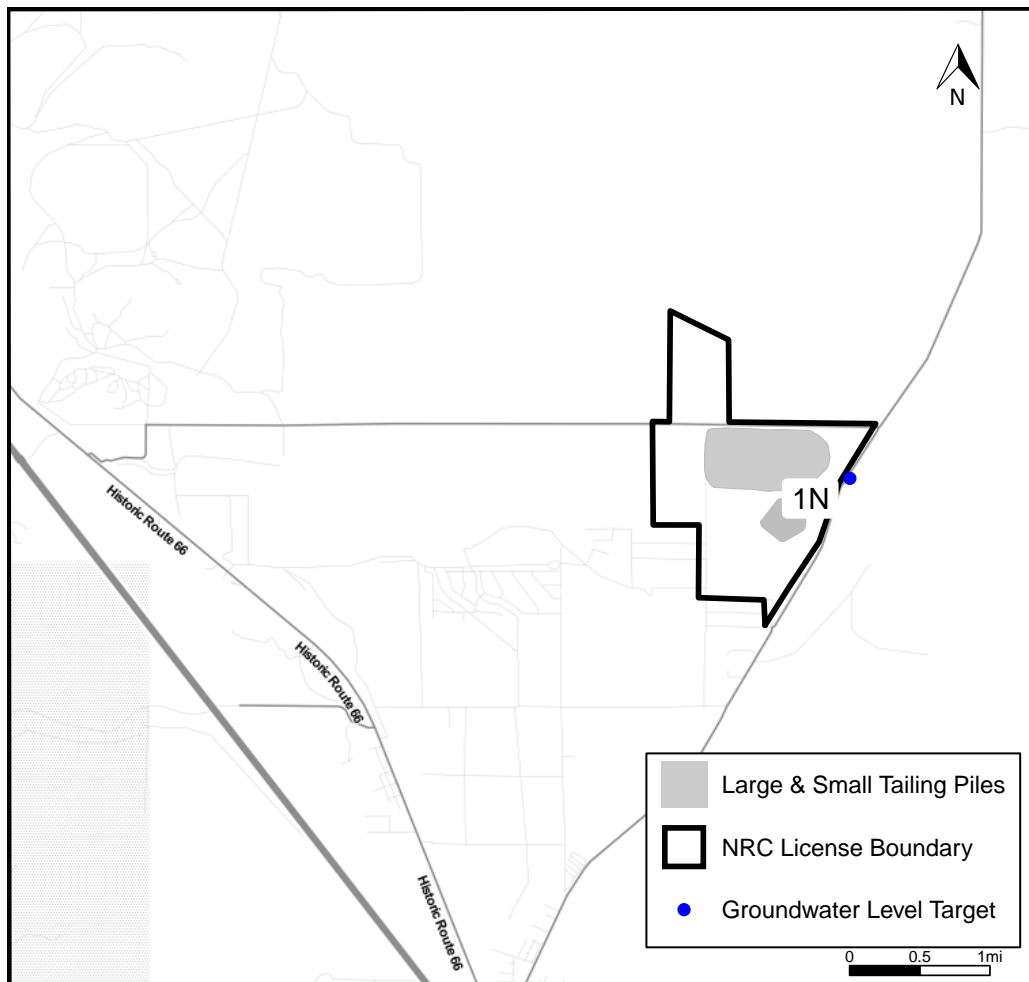 N
1N
Historic Route 66
Historic Route 66
Historic Route 66
Large & Small Tailing Piles
NRC License Boundary
Groundwater Level Target
0 0.5 1mi